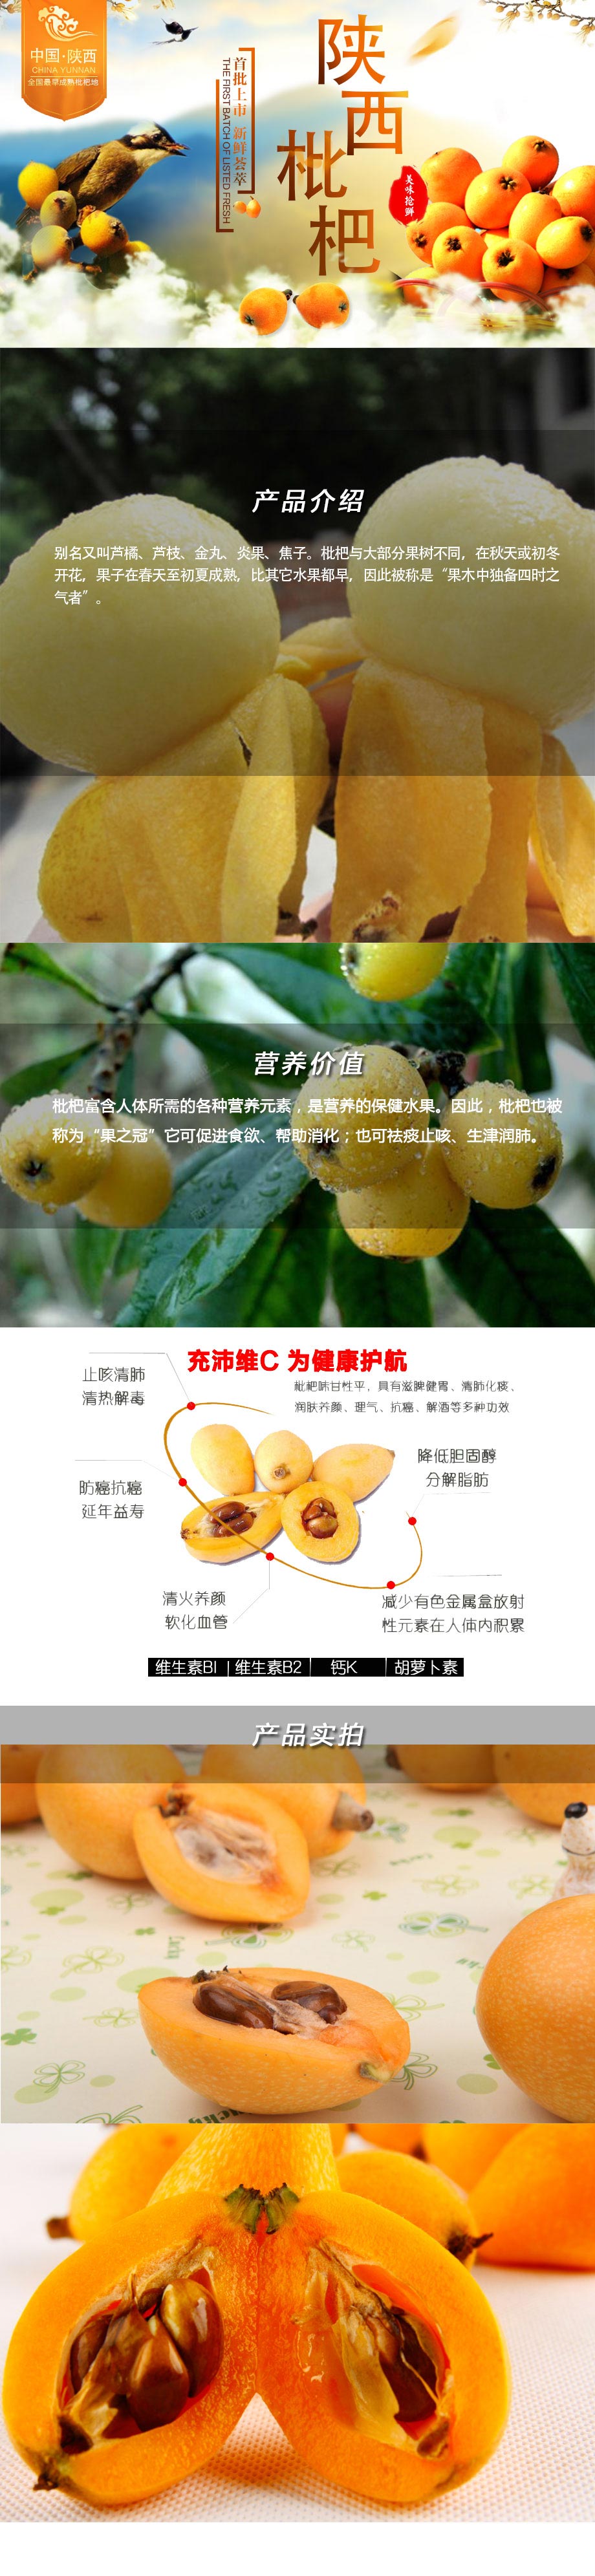 中国·陕西
CHINA YUNNAN
全国最早成熟枇杷地
首批上市 新鲜荟萃
THE FIRST BATCH OF LISTED FRESH
陕西枇杷
美味抢鲜
产品介绍
别名又叫芦橘、芦枝、金丸、炎果、焦子。枇杷与大部分果树不同，在秋天或初冬
开花，果子在春天至初夏成熟，比其它水果都早，因此被称是“果木中独备四时之
气者”。
营养价值
枇杷富含人体所需的各种营养元素，是营养的保健水果。因此，枇杷也被
称为“果之冠”它可促进食欲、帮助消化；也可祛痰止咳、生津润肺。
充沛维C 为健康护航
枇杷味甘性平，具有滋脾健胃、清肺化痰、
润肤养颜、理气、抗癌、解酒等多种功效
止咳清肺
清热解毒
降低胆固醇
分解脂肪
防癌抗癌
延年益寿
清火养颜
软化血管
减少有色金属盒放射
性元素在人体内积累
维生素B1 维生素B2 钙K 胡萝卜素
产品实拍